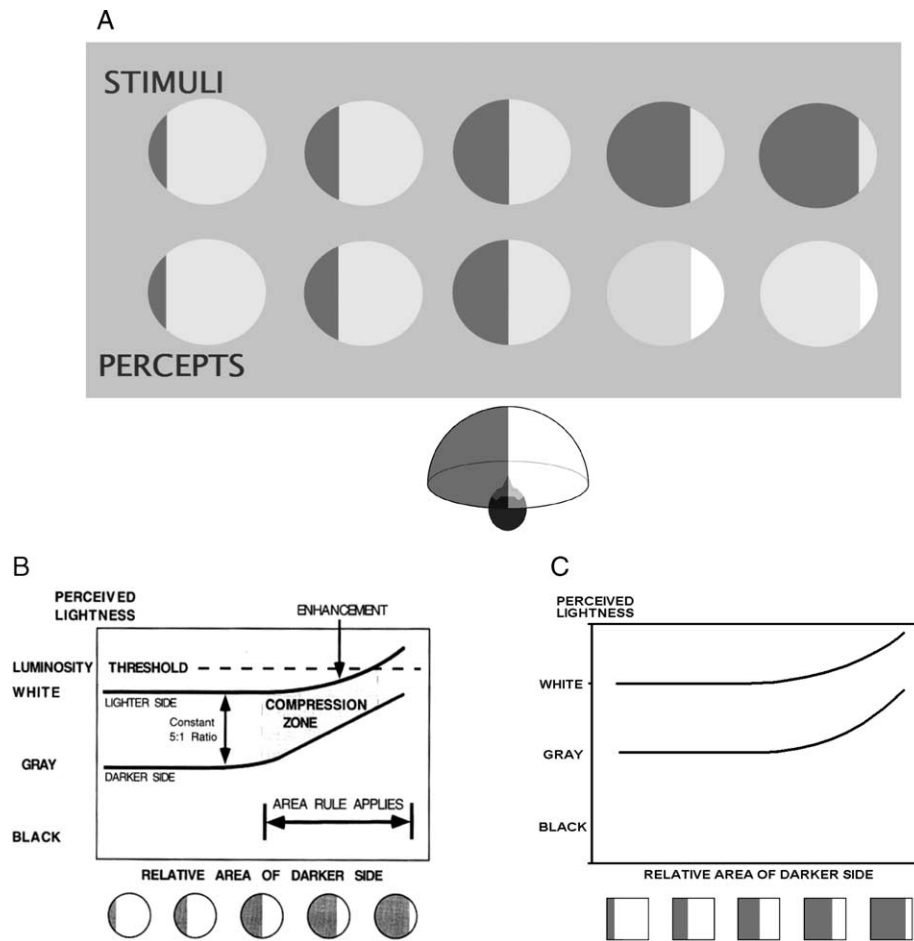 A
STIMULI
PERCEPTS
B
PERCEIVED
LIGHTNESS
ENHANCEMENT
LUMINOSITY THRESHOLD
WHITE
LIGHTER SIDE
COMPRESSION
ZONE
Constant
5:1 Ratio
GRAY
DARKER SIDE
AREA RULE APPLIES
BLACK
RELATIVE AREA OF DARKER SIDE
C
PERCEIVED
LIGHTNESS
WHITE
GRAY
BLACK
RELATIVE AREA OF DARKER SIDE